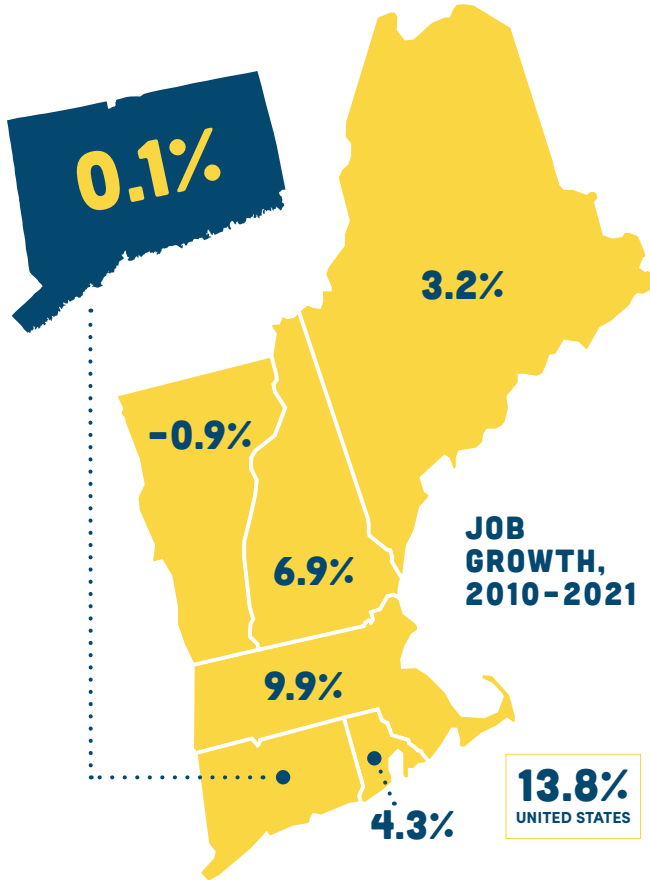 0.1%
3.2%
-0.9%
JOB
GROWTH,
2010-2021
6.9%
9.9%
13.8%
UNITED STATES
4.3%